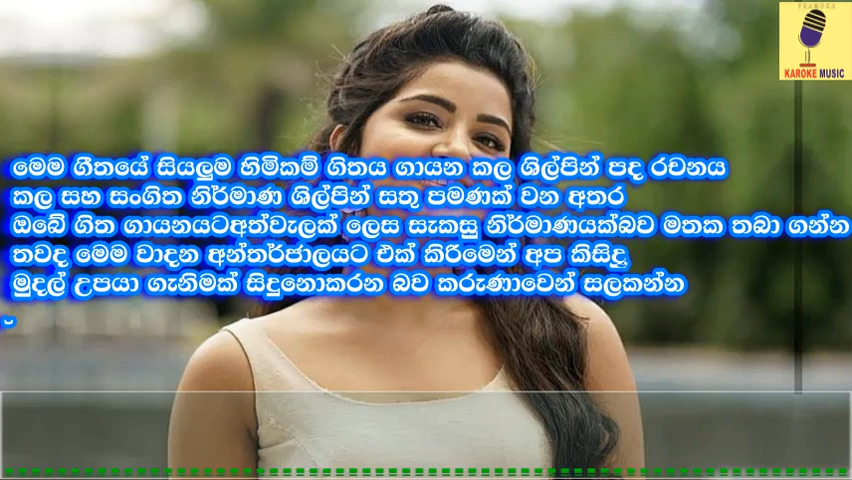 FRAMORA
KAROKE MUSIC
මෙම ගීතයේ සියලුම හිමිකම් ගිතය ගායන කල ශිල්පින් පද රචනය
කල සහ සංගිත නිර්මාණ ශිල්පින් සතු පමණක් වන අතර
ඔබේ ගිත ගායනයටඅත්වැලක් ලෙස සැකසු නිර්මාණයක්බව මතක තබා ගන්න
තවද මෙම වාදන අන්තර්ජාලයට එක් කිරීමෙන් අප කිසිදු
මුදල් උපයා ගැනිමක් සිදුනොකරන බව කරුණාවෙන් සලකන්න